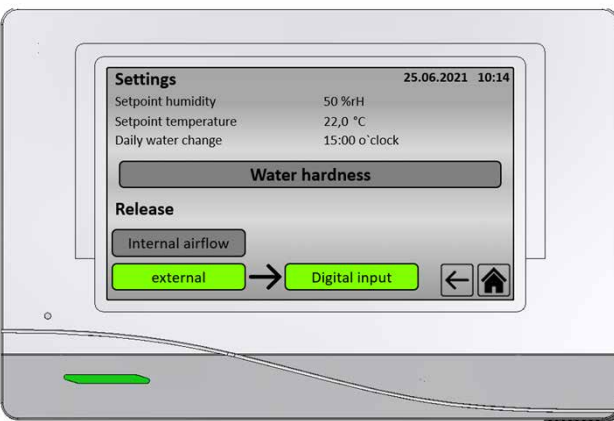 Settings 25.06.2021 10:14
Setpoint humidity 50 %rH
Setpoint temperature 22,0 °C
Daily water change 15:00 o`clock
Water hardness
Release
Internal airflow
external Digital input